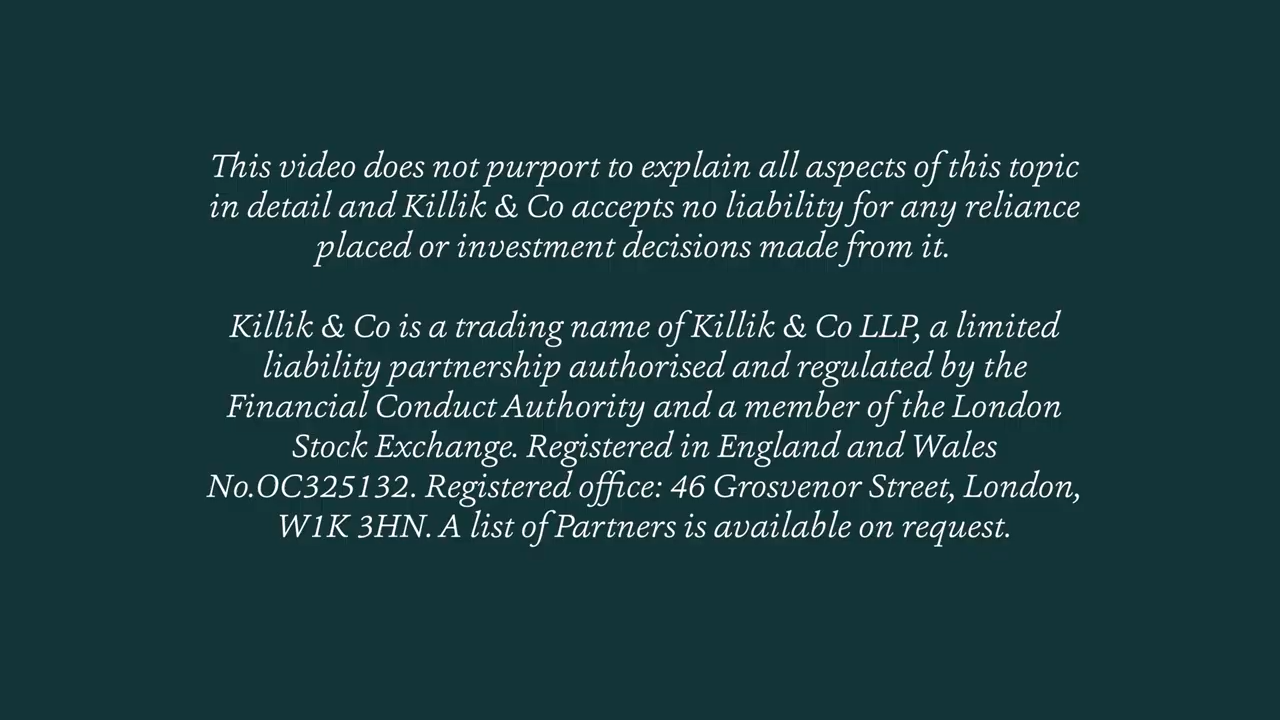 This video does not purport to explain all aspects of this topic
in detail and Killik & Co accepts no liability for any reliance
placed or investment decisions made from it.
Killik & Co is a trading name of Killik & Co LLP, a limited
liability partnership authorised and regulated by the
Financial Conduct Authority and a member of the London
Stock Exchange. Registered in England and Wales
No.OC325132. Registered office: 46 Grosvenor Street, London,
W1K 3HN. A list of Partners is available on request.